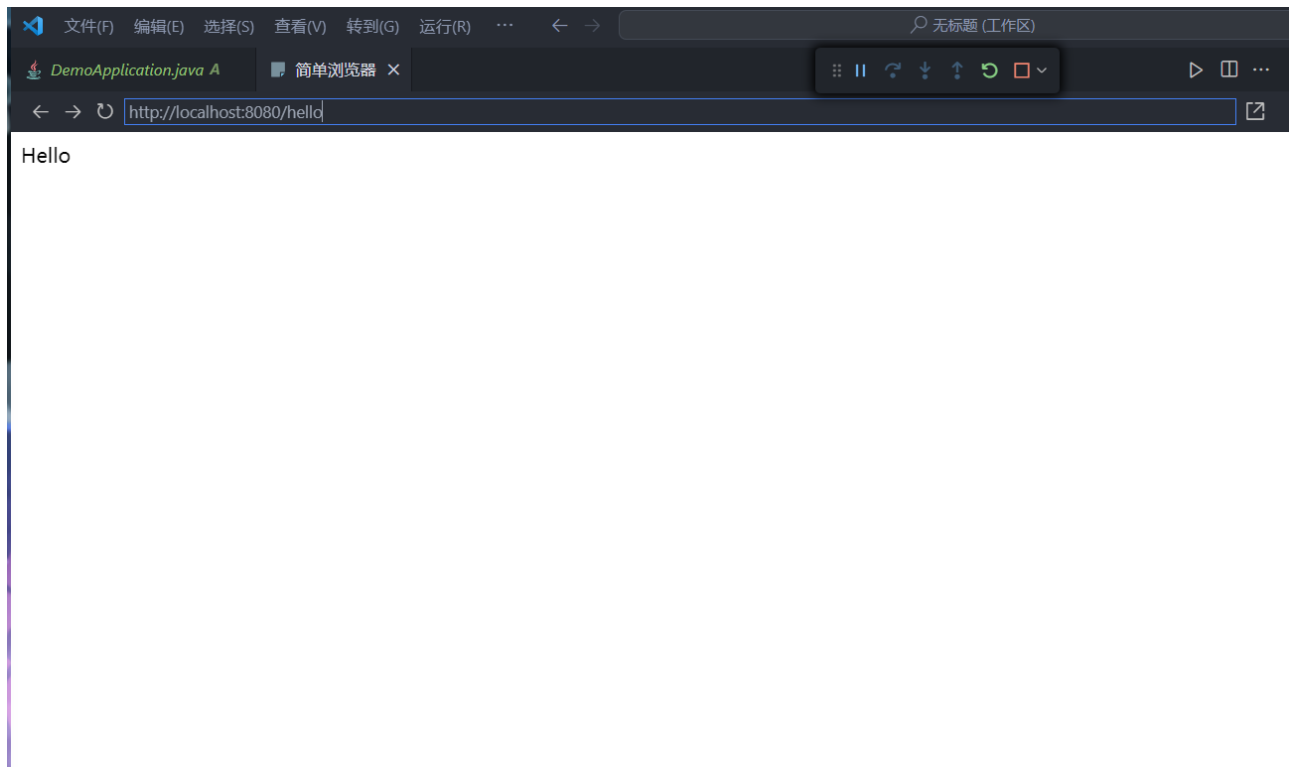 文件(F) 编辑(E) 选择(S) 查看(V) 转到(G) 运行(R) ··· 无标题 (工作区)
DemoApplication.java A 简单浏览器
http://localhost:8080/hello
Hello